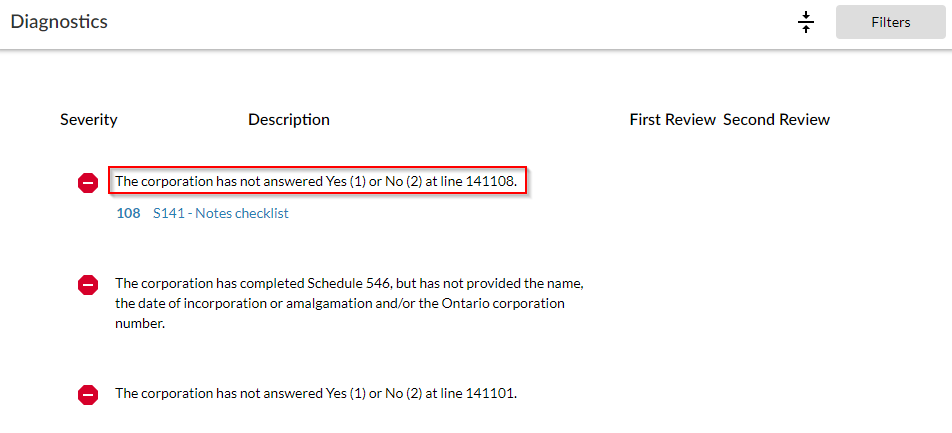 Diagnostics
Filters
Severity Description First Review Second Review
The corporation has not answered Yes (1) or No (2) at line 141108.
108 S141 - Notes checklist
The corporation has completed Schedule 546, but has not provided the name,
the date of incorporation or amalgamation and/or the Ontario corporation
number.
The corporation has not answered Yes (1) or No (2) at line 141101.